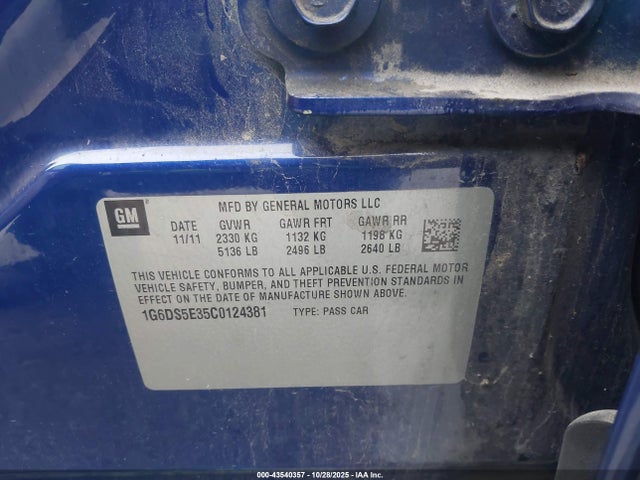 GM
MFD BY GENERAL MOTORS LLC
DATE GVWR GAWR FRT GAWR RR
11/11 2330 KG 1132 KG 1198 KG
5136 LB 2496 LB 2640 LB
THIS VEHICLE CONFORMS TO ALL APPLICABLE U.S. FEDERAL MOTOR
VEHICLE SAFETY, BUMPER, AND THEFT PREVENTION STANDARDS IN
EFFECT ON THE DATE OF MANUFACTURE SHOWN ABOVE.
1G6DS5E35C0124381 TYPE: PASS CAR
000-43540357 - 10/28/2025 - IAA Inc.